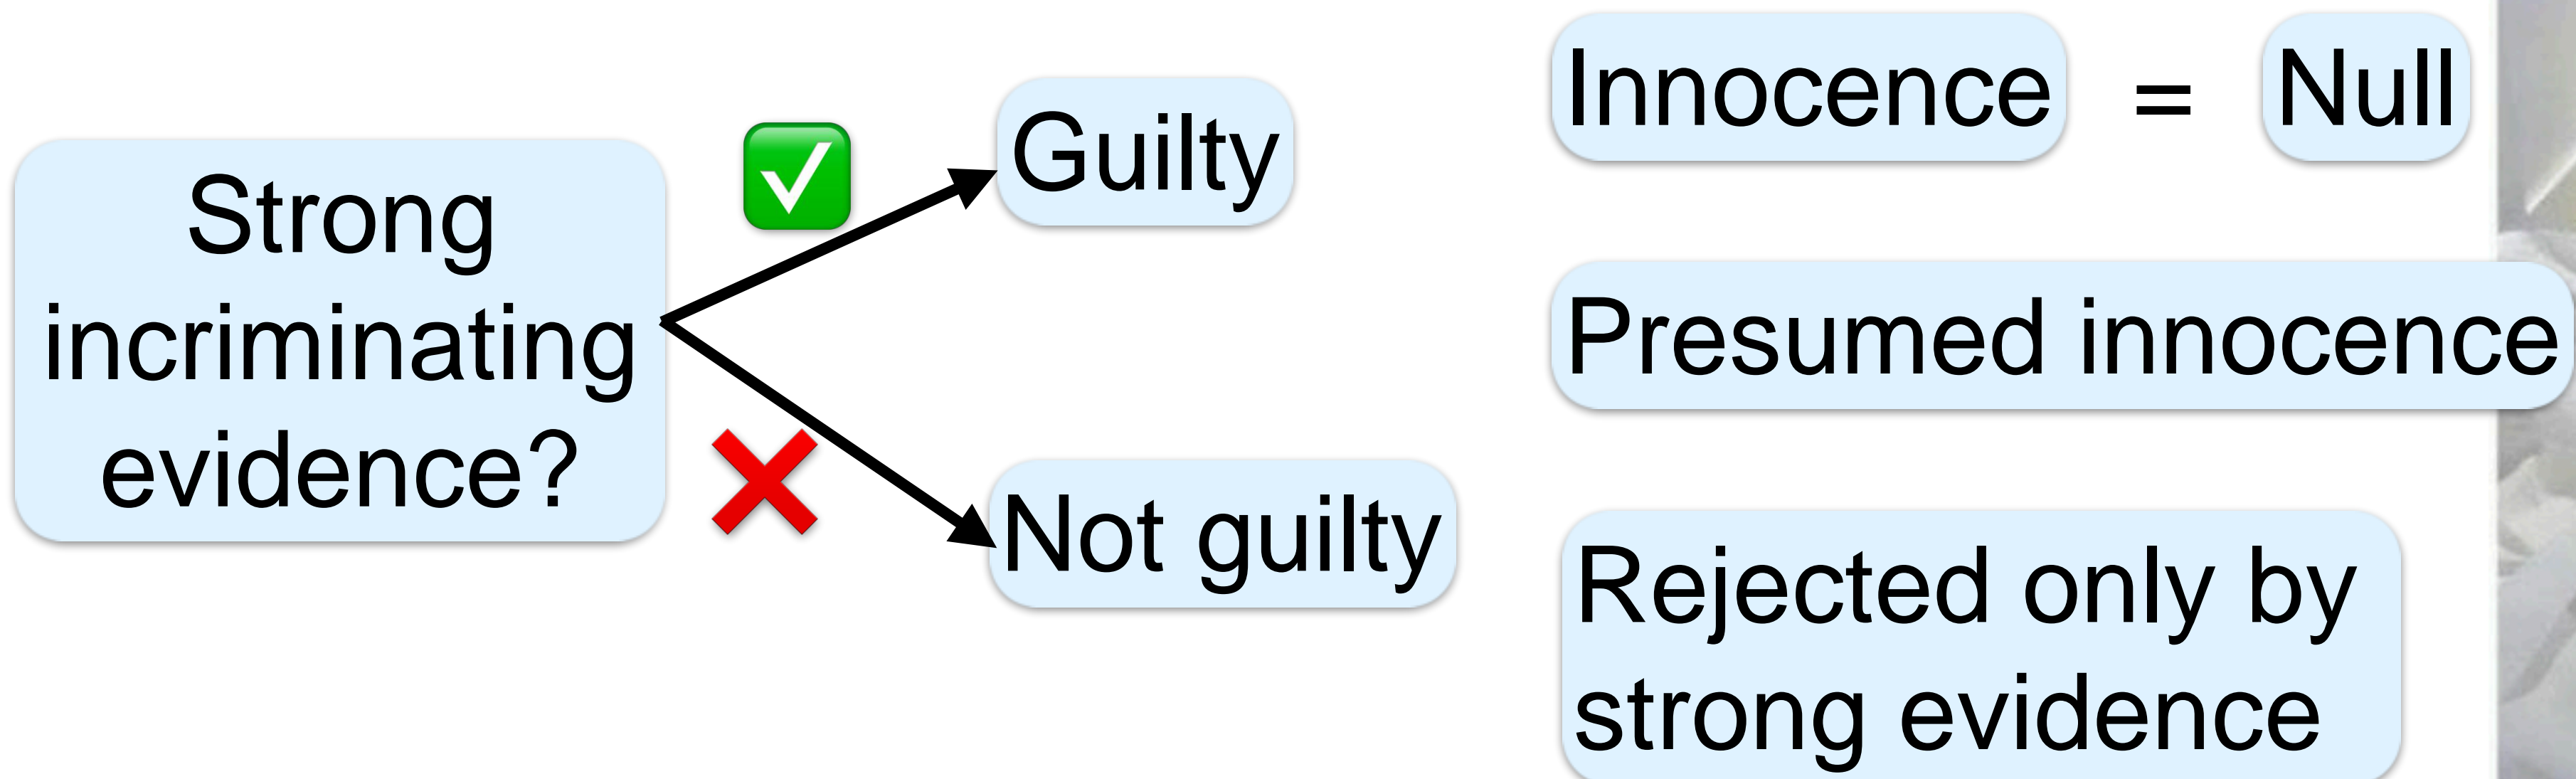 Strong
incriminating
evidence?
Guilty
Not guilty
Innocence = Null
Presumed innocence
Rejected only by
strong evidence